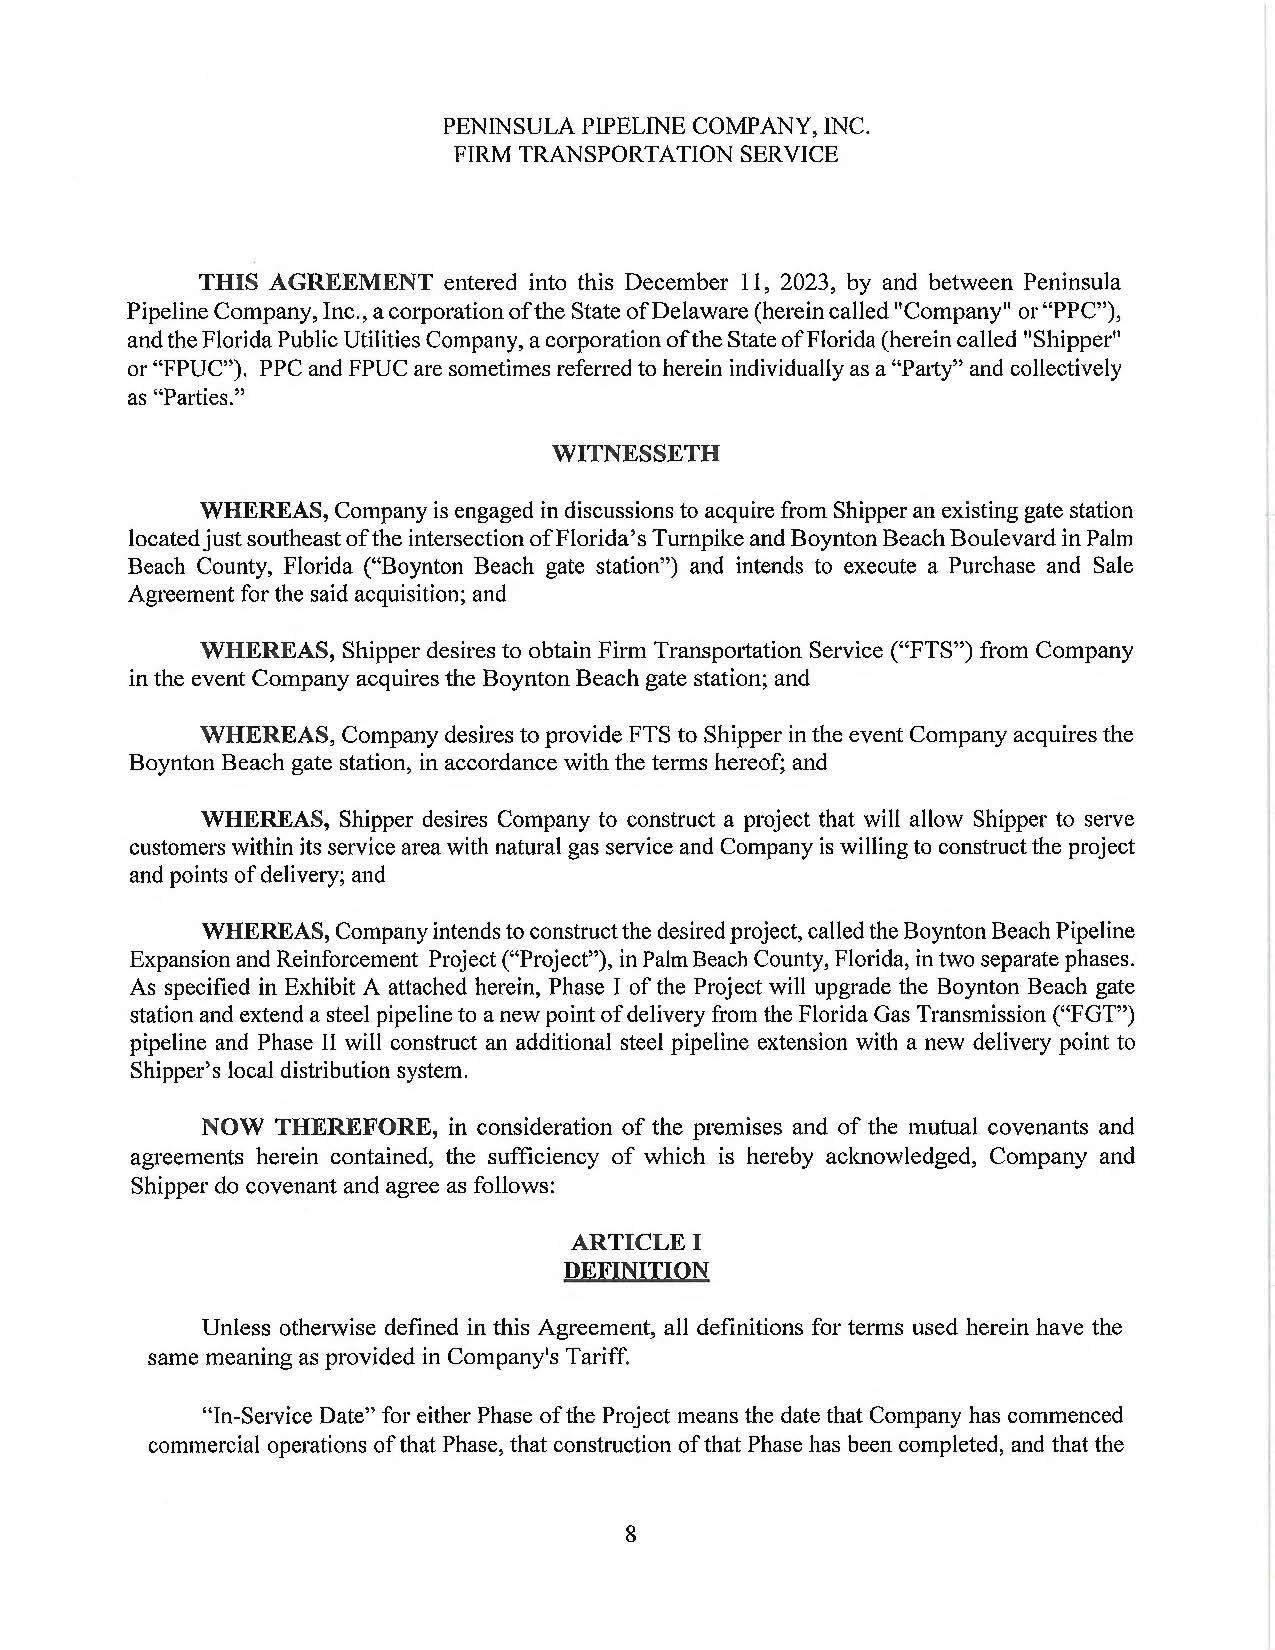 PENINSULA PIPELINE COMPANY, INC.
FIRM TRANSPORTATION SERVICE
THIS AGREEMENT entered into this December 11, 2023, by and between Peninsula
Pipeline Company, Inc., a corporation of the State of Delaware (herein called "Company" or “PPC”),
and the Florida Public Utilities Company, a corporation of the State of Florida (herein called "Shipper"
or “FPUC”). PPC and FPUC are sometimes referred to herein individually as a “Party” and collectively
as “Parties.”
WITNESSETH
WHEREAS, Company is engaged in discussions to acquire from Shipper an existing gate station
located just southeast of the intersection of Florida’s Turnpike and Boynton Beach Boulevard in Palm
Beach County, Florida (“Boynton Beach gate station”) and intends to execute a Purchase and Sale
Agreement for the said acquisition; and
WHEREAS, Shipper desires to obtain Firm Transportation Service (“FTS”) from Company
in the event Company acquires the Boynton Beach gate station; and
WHEREAS, Company desires to provide FTS to Shipper in the event Company acquires the
Boynton Beach gate station, in accordance with the terms hereof; and
WHEREAS, Shipper desires Company to construct a project that will allow Shipper to serve
customers within its service area with natural gas service and Company is willing to construct the project
and points of delivery; and
WHEREAS, Company intends to construct the desired project, called the Boynton Beach Pipeline
Expansion and Reinforcement Project (“Project”), in Palm Beach County, Florida, in two separate phases.
As specified in Exhibit A attached herein, Phase I of the Project will upgrade the Boynton Beach gate
station and extend a steel pipeline to a new point of delivery from the Florida Gas Transmission (“FGT”)
pipeline and Phase II will construct an additional steel pipeline extension with a new delivery point to
Shipper’s local distribution system.
NOW THEREFORE, in consideration of the premises and of the mutual covenants and
agreements herein contained, the sufficiency of which is hereby acknowledged, Company and
Shipper do covenant and agree as follows:
ARTICLE I
DEFINITION
Unless otherwise defined in this Agreement, all definitions for terms used herein have the
same meaning as provided in Company's Tariff.
“In-Service Date” for either Phase of the Project means the date that Company has commenced
commercial operations of that Phase, that construction of that Phase has been completed, and that the
8